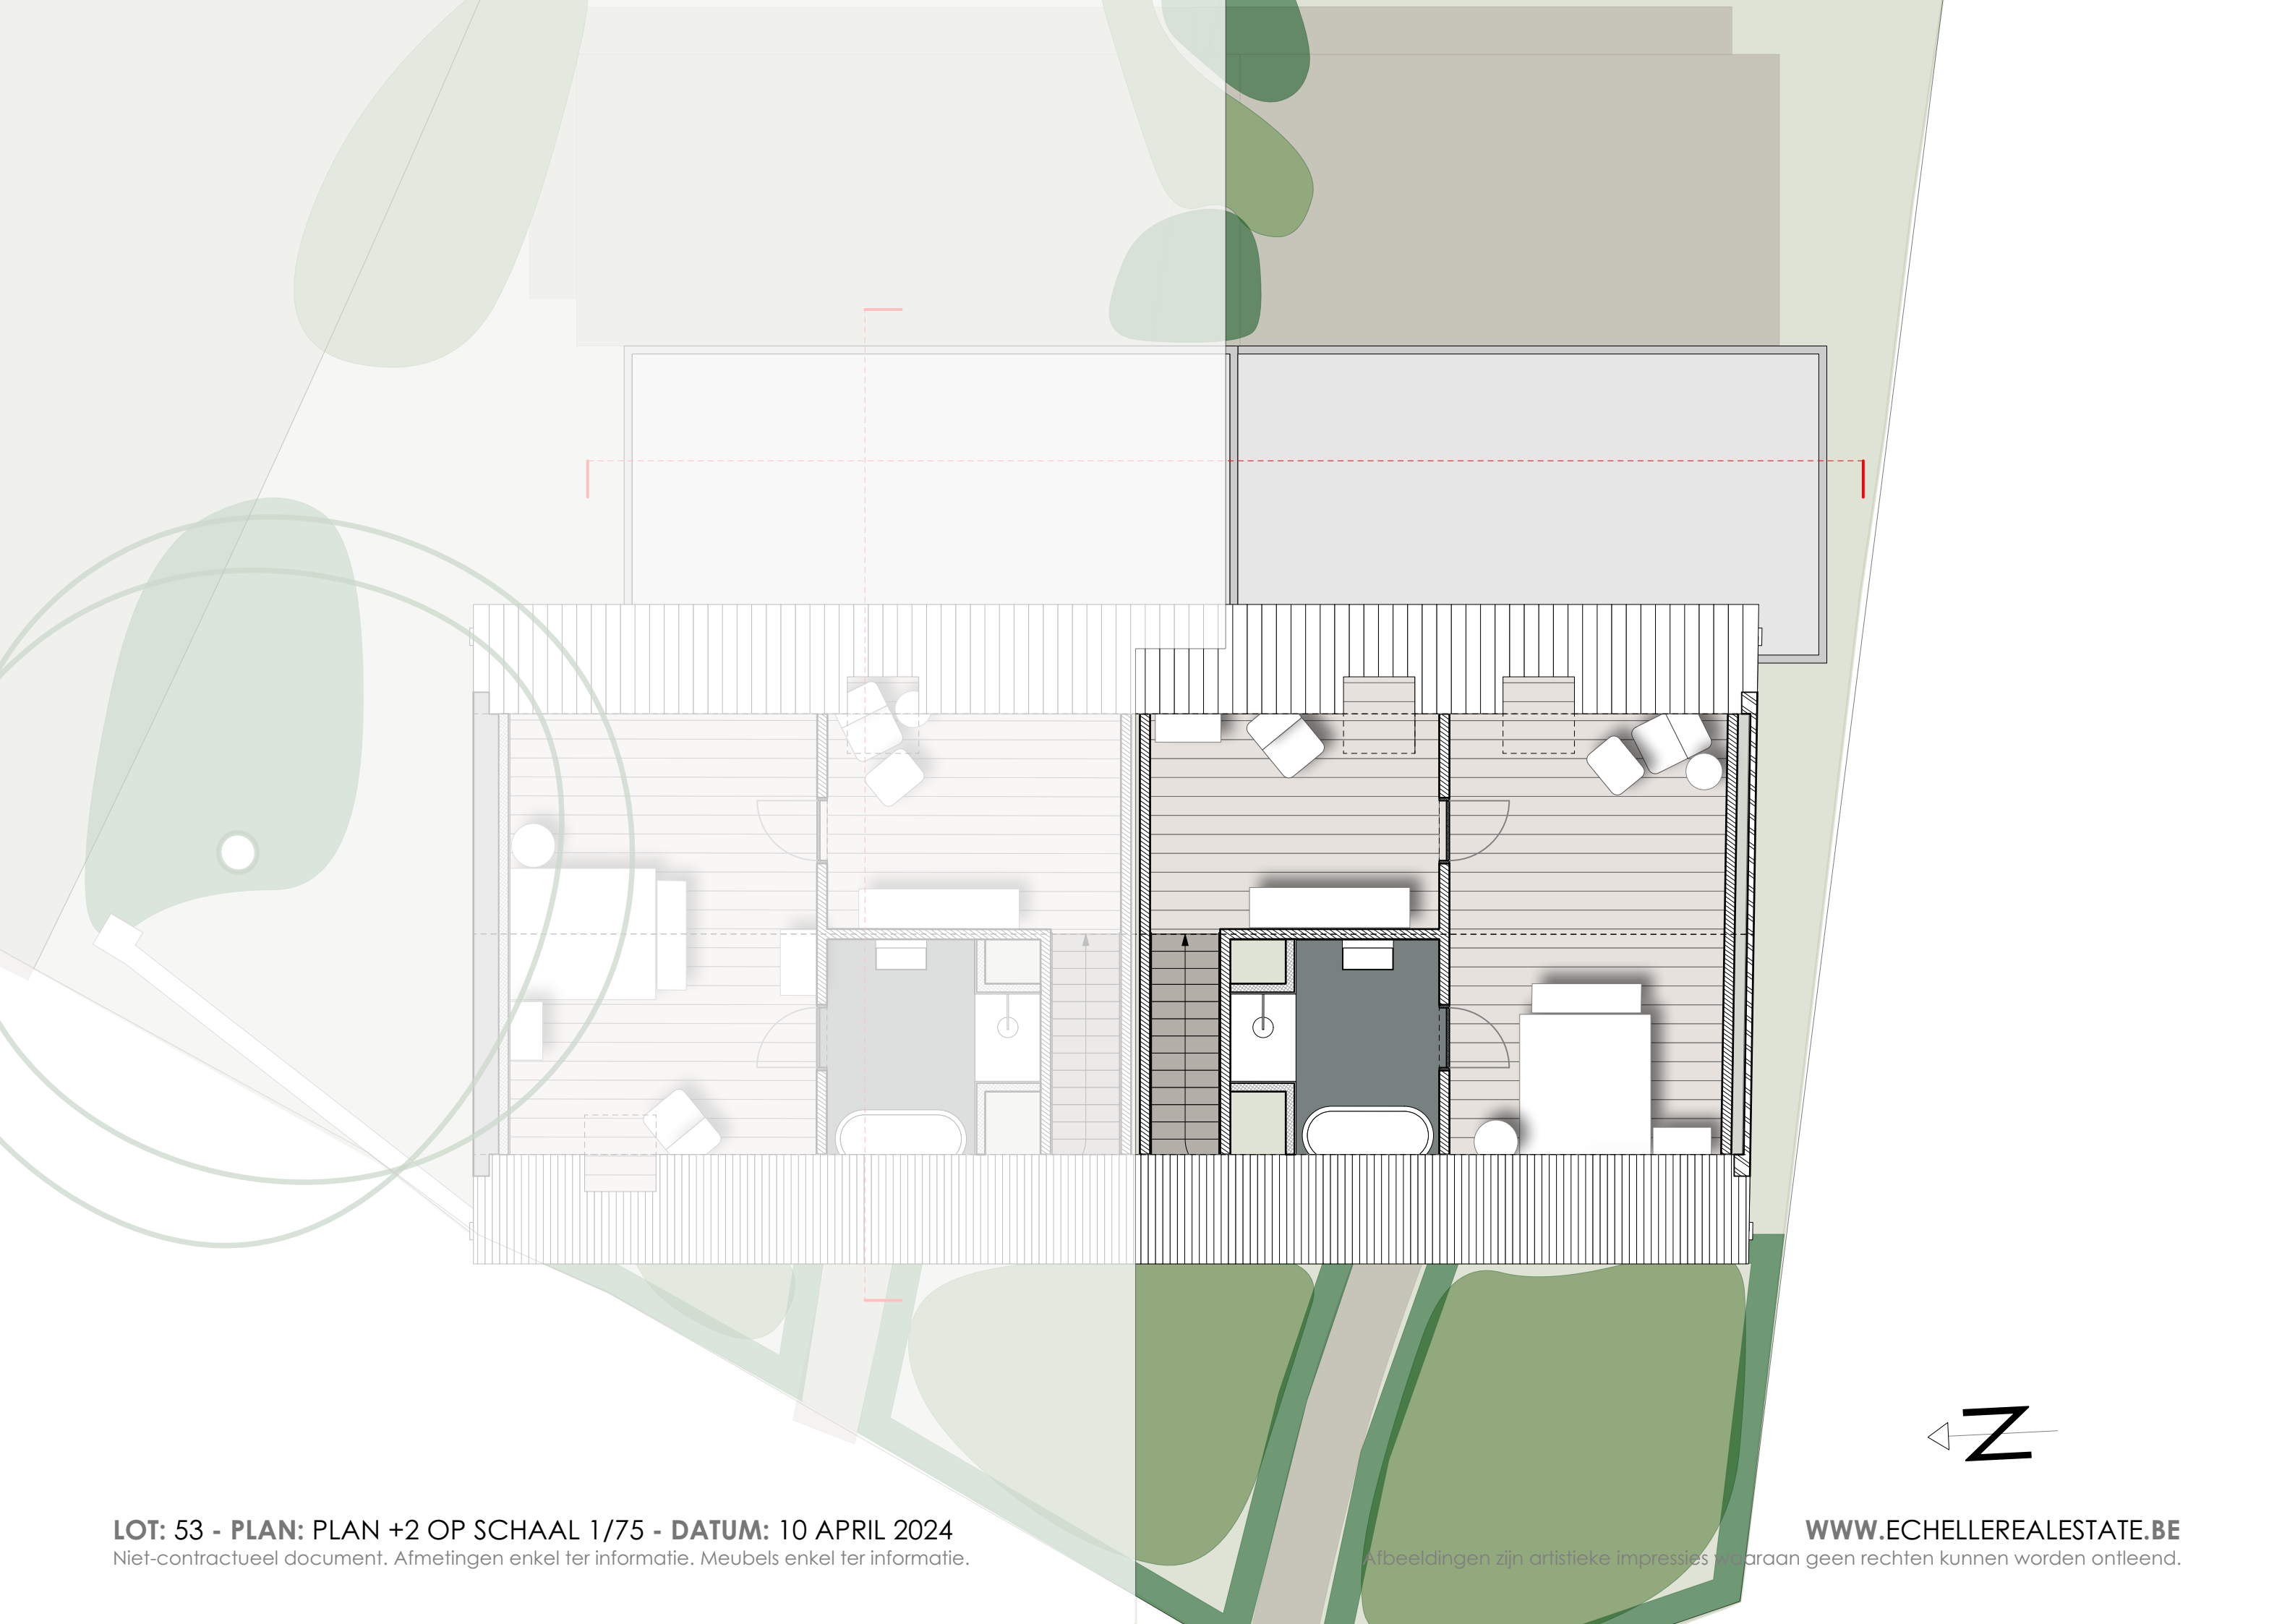 LOT: 53 - PLAN: PLAN +2 OP SCHAAL 1/75 - DATUM: 10 APRIL 2024
Niet-contractueel document. Afmetingen enkel ter informatie. Meubels enkel ter informatie.
N
WWW.ECHELLEREALESTATE.BE
Afbeeldingen zijn artistieke impressies waaraan geen rechten kunnen worden ontleend.